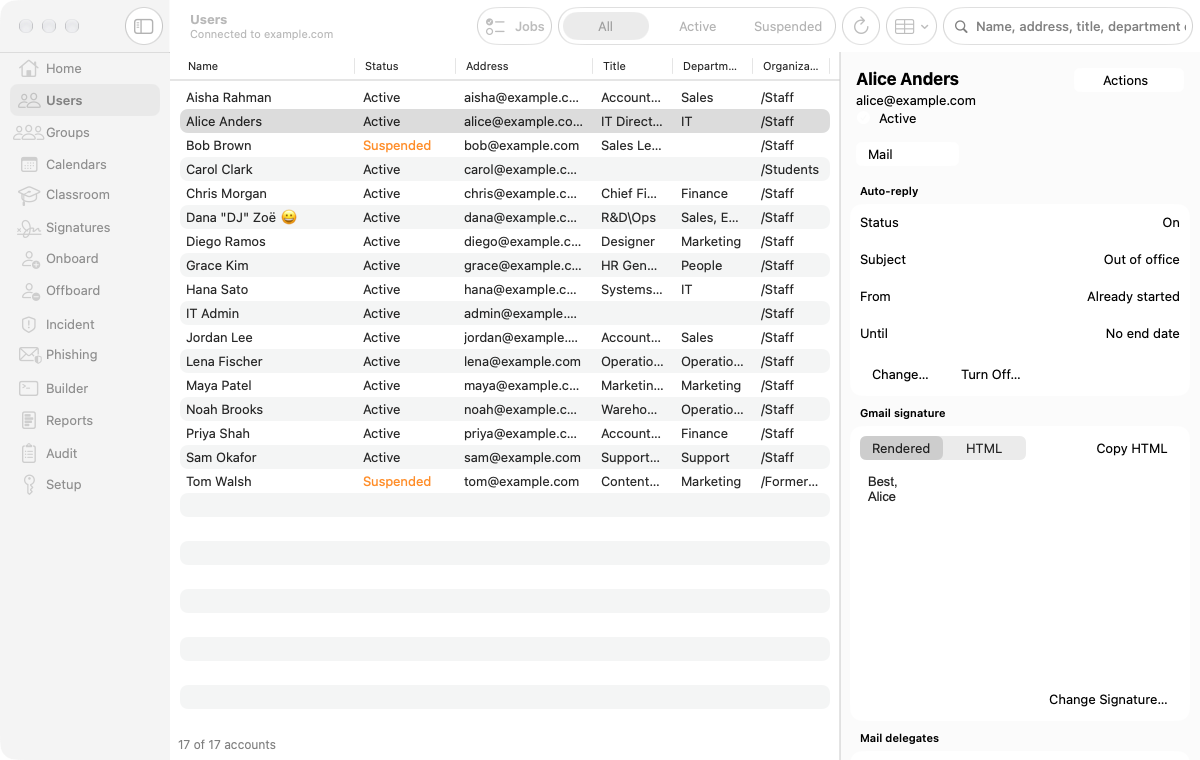 Users
Connected to example.com
Jobs
All
Active
Suspended
Name, address, title, department
Home
Users
Groups
Calendars
Classroom
Signatures
Onboard
Offboard
Incident
Phishing
Builder
Reports
Audit
Setup
Name Status Address Title Departm... Organiza...
Aisha Rahman Active aisha@example.c... Account... Sales /Staff
Alice Anders Active alice@example.co... IT Direct... IT /Staff
Bob Brown Suspended bob@example.com Sales Le... /Staff
Carol Clark Active carol@example.c... /Students
Chris Morgan Active chris@example.c... Chief Fi... Finance /Staff
Dana "DJ" Zoë 😀 Active dana@example.c... R&D\Ops Sales, E... /Staff
Diego Ramos Active diego@example.c... Designer Marketing /Staff
Grace Kim Active grace@example.c... HR Gen... People /Staff
Hana Sato Active hana@example.c... Systems... IT /Staff
IT Admin Active admin@example.... /Staff
Jordan Lee Active jordan@example.... Account... Sales /Staff
Lena Fischer Active lena@example.com Operatio... Operatio... /Staff
Maya Patel Active maya@example.c... Marketin... Marketing /Staff
Noah Brooks Active noah@example.c... Wareho... Operatio... /Staff
Priya Shah Active priya@example.c... Account... Finance /Staff
Sam Okafor Active sam@example.com Support... Support /Staff
Tom Walsh Suspended tom@example.com Content... Marketing /Former...
17 of 17 accounts
Alice Anders
Actions
alice@example.com
Active
Mail
Auto-reply
Status On
Subject Out of office
From Already started
Until No end date
Change... Turn Off...
Gmail signature
Rendered HTML Copy HTML
Best,
Alice
Change Signature...
Mail delegates